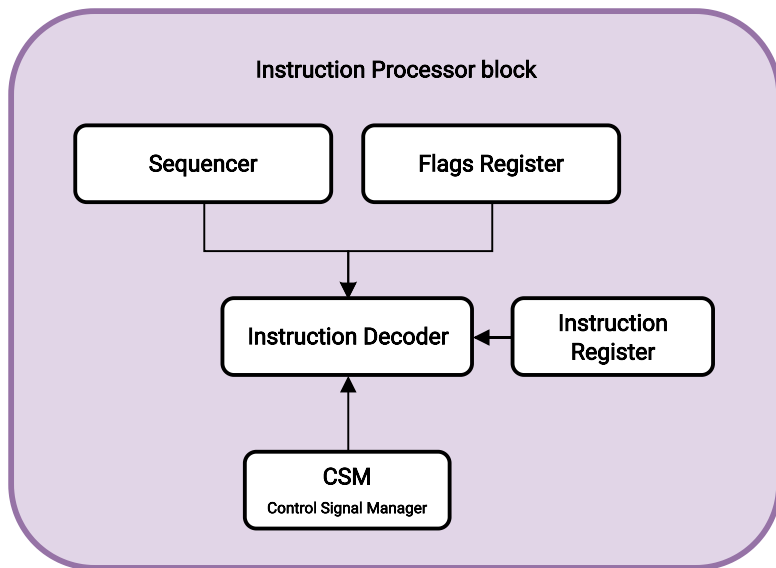 Instruction Processor block
Sequencer
Flags Register
Instruction Decoder
Instruction
Register
CSM
Control Signal Manager